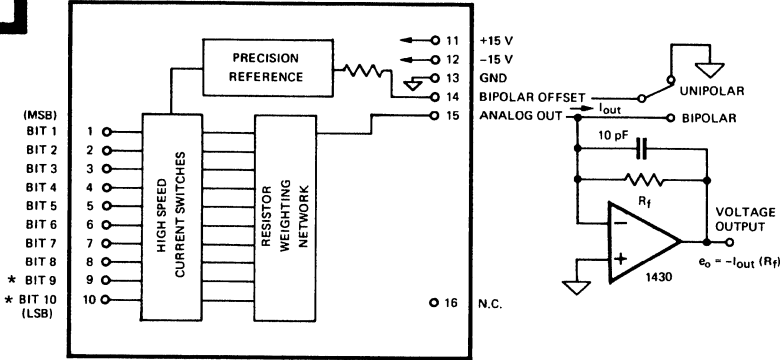 PRECISION
REFERENCE
11 +15 V
12 −15 V
13 GND
14 BIPOLAR OFFSET
15 ANALOG OUT
I out
UNIPOLAR
BIPOLAR
10 pF
Rf
−
+
1430
VOLTAGE
OUTPUT
eo = −Iout (Rf)
(MSB)
BIT 1 1
BIT 2 2
BIT 3 3
BIT 4 4
BIT 5 5
BIT 6 6
BIT 7 7
BIT 8 8
* BIT 9 9
* BIT 10 10
(LSB)
HIGH SPEED
CURRENT SWITCHES
RESISTOR
WEIGHTING
NETWORK
16 N.C.